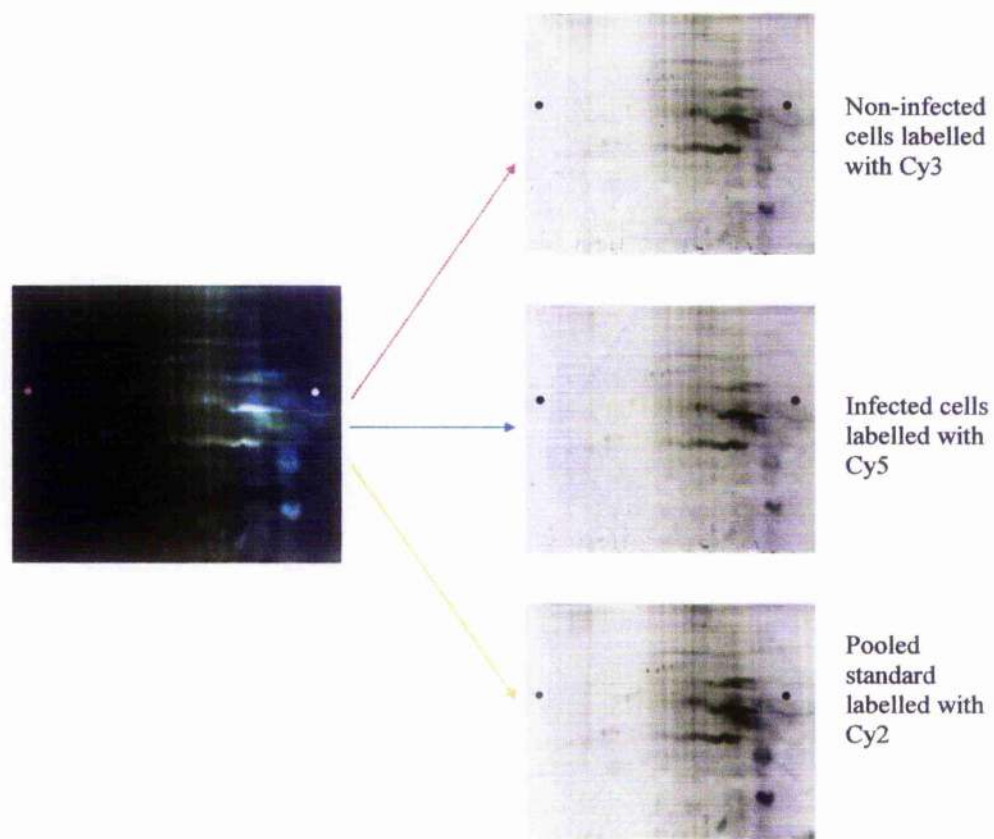 Non-infected
cells labelled
with Cy3
Infected cells
labelled with
Cy5
Pooled
standard
labelled with
Cy2